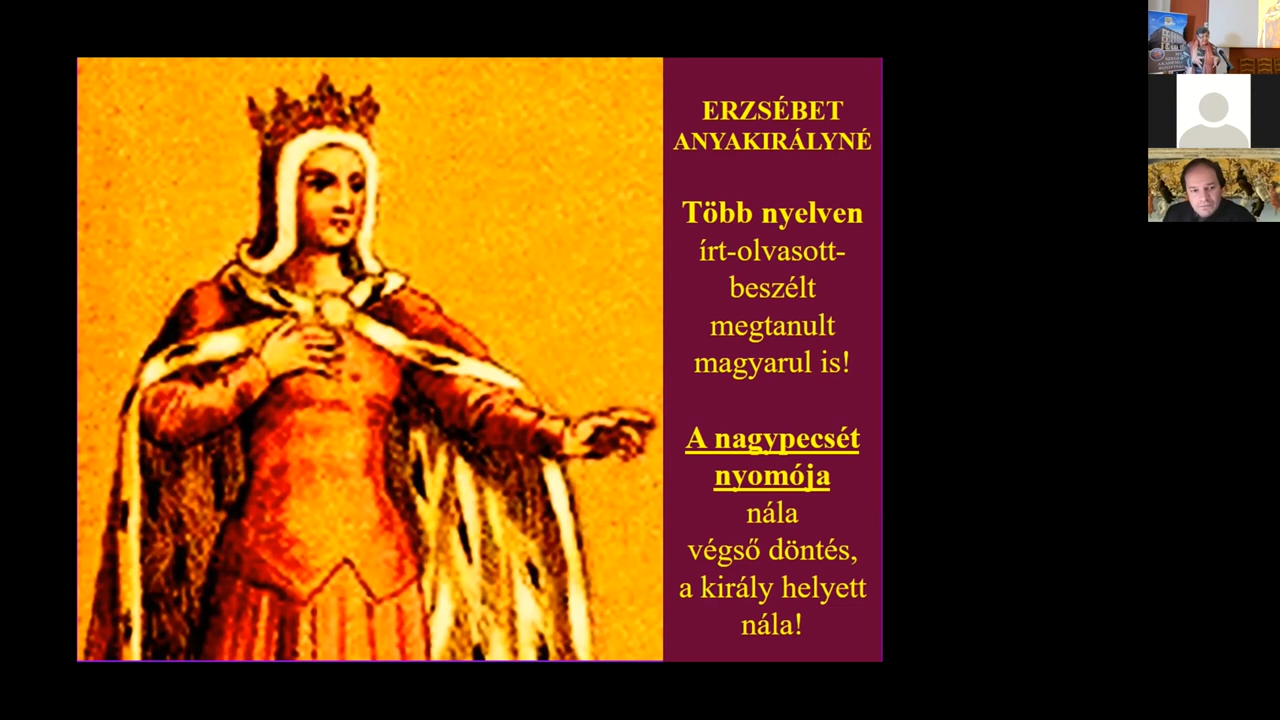 ERZSÉBET
ANYAKIRÁLYNÉ
Több nyelven
írt-olvasott-
beszélt
megtanult
magyarul is!
A nagypecsét
nyomója
nála
végső döntés,
a király helyett
nála!